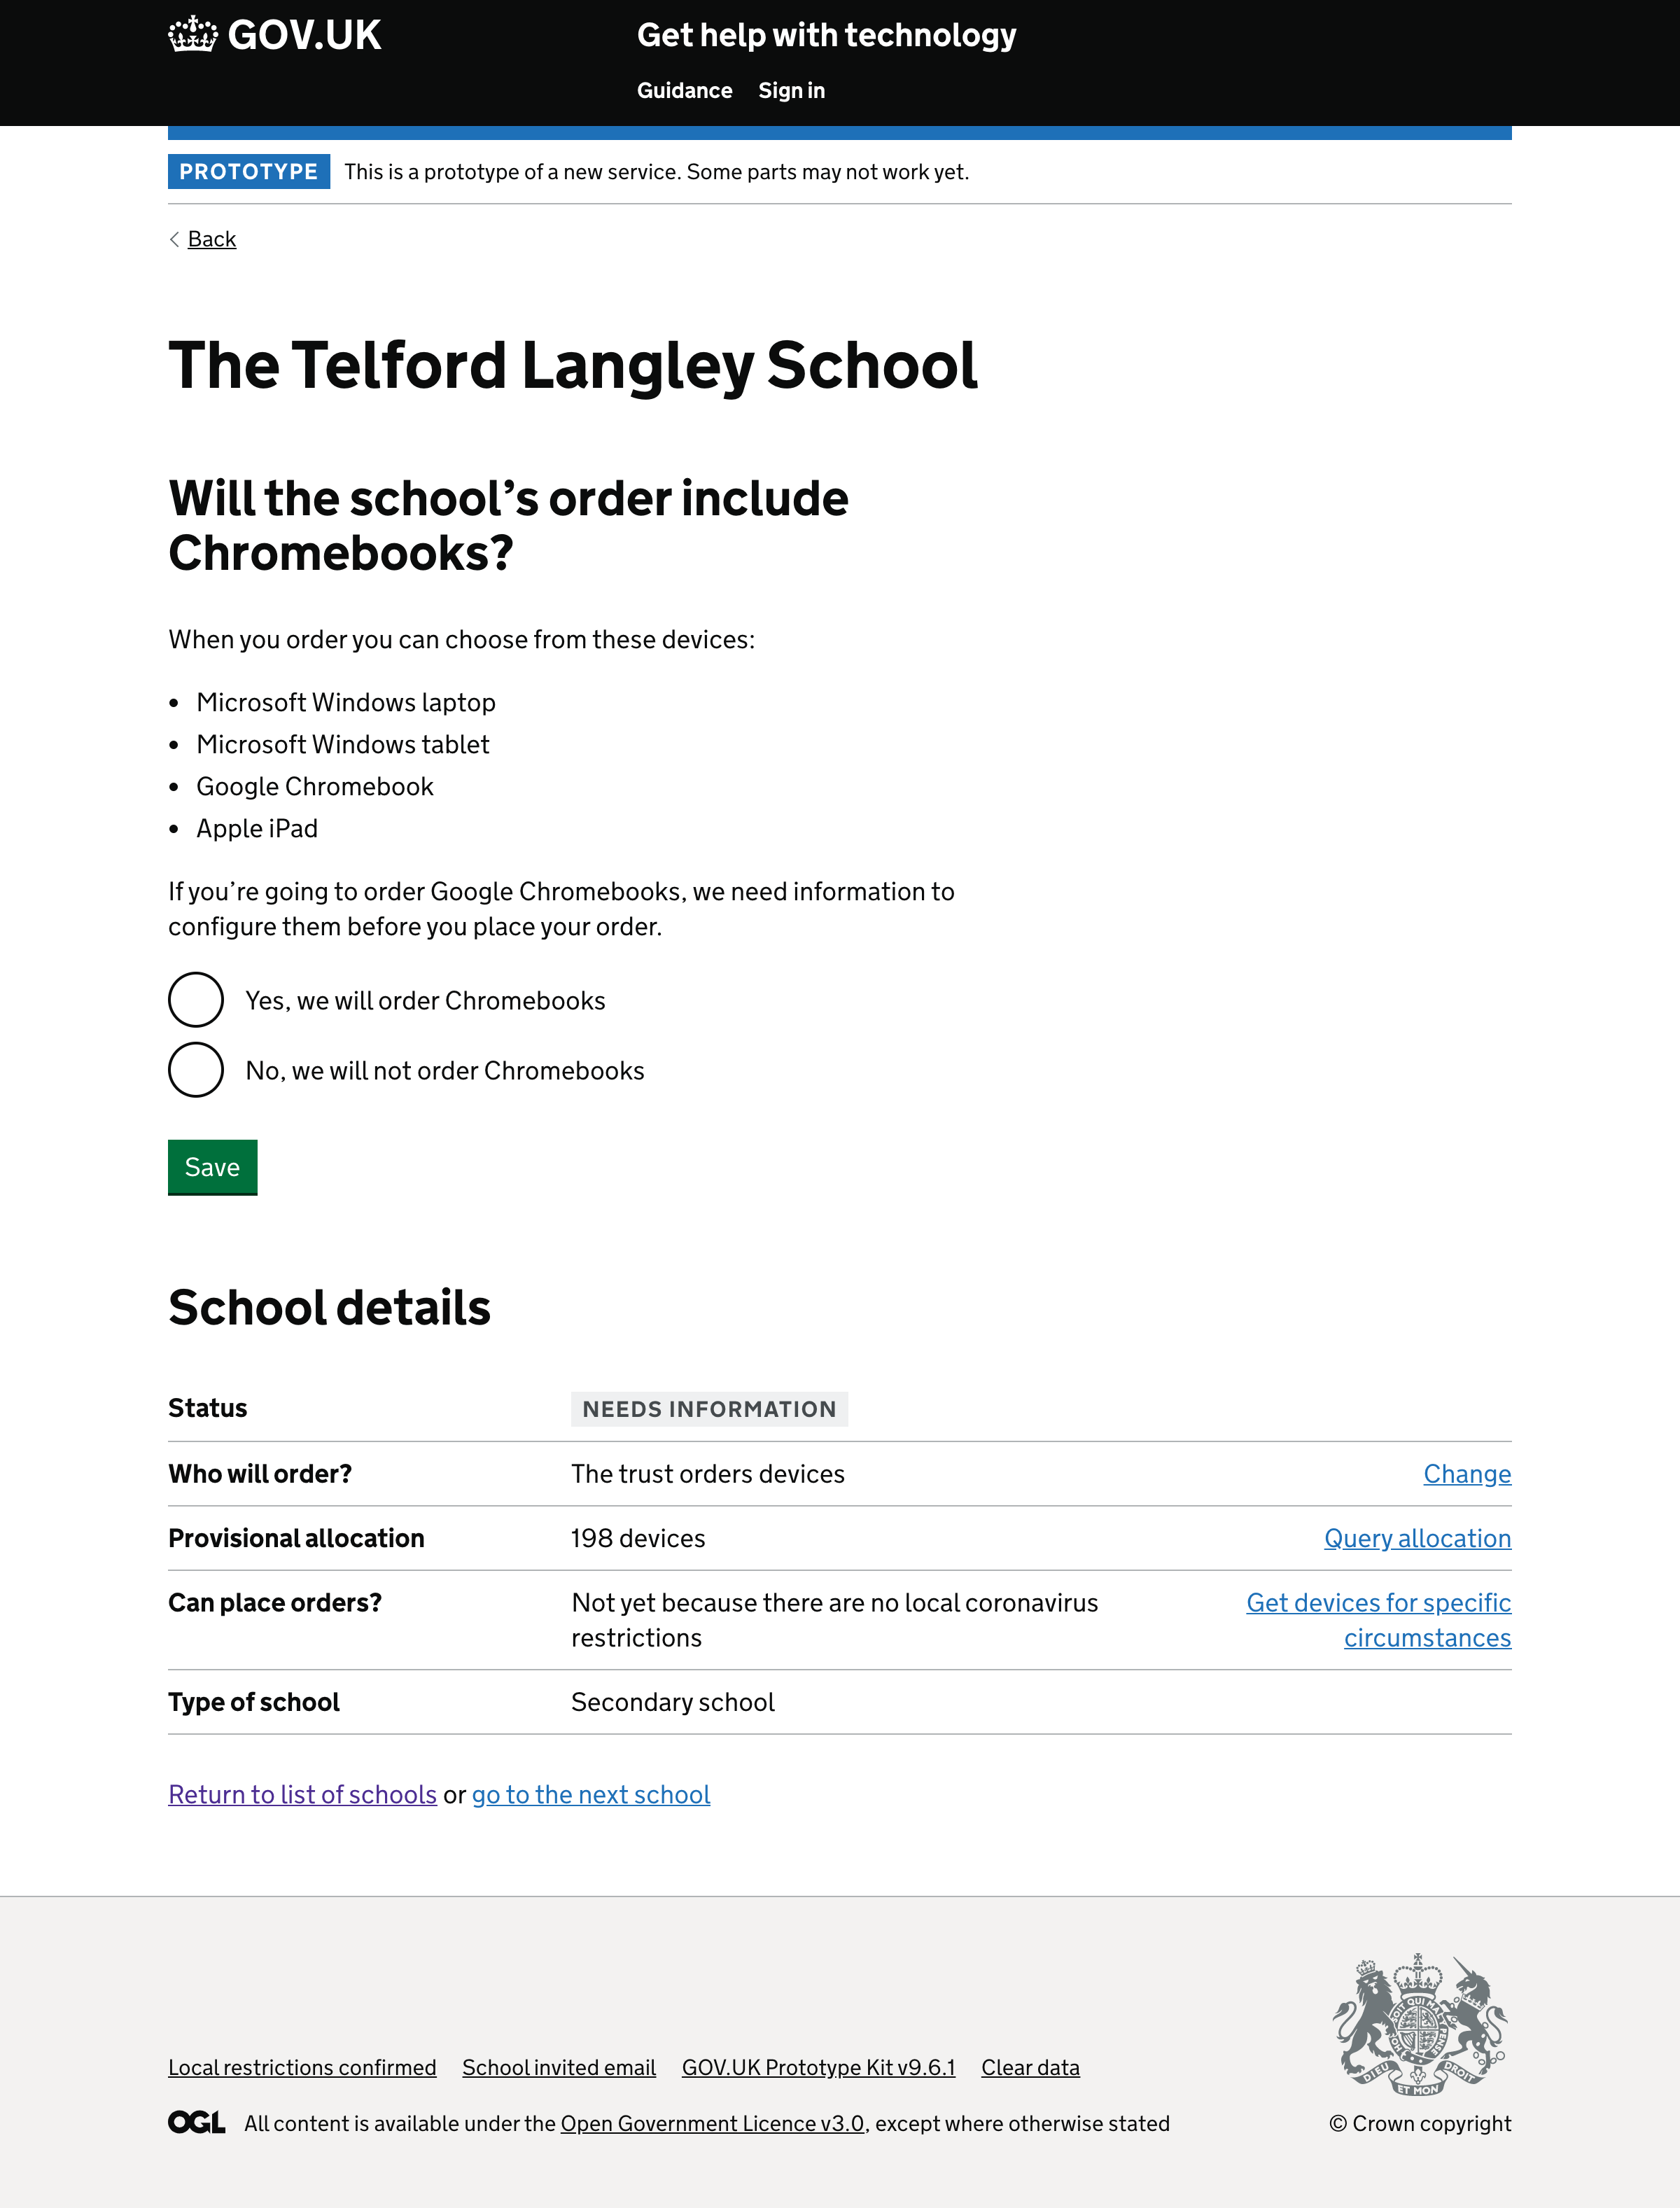 GOV.UK
Get help with technology
Guidance Sign in
PROTOTYPE This is a prototype of a new service. Some parts may not work yet.
Back
The Telford Langley School
Will the school’s order include
Chromebooks?
When you order you can choose from these devices:
• Microsoft Windows laptop
• Microsoft Windows tablet
• Google Chromebook
• Apple iPad
If you’re going to order Google Chromebooks, we need information to
configure them before you place your order.
Yes, we will order Chromebooks
No, we will not order Chromebooks
Save
School details
Status NEEDS INFORMATION
Who will order? The trust orders devices Change
Provisional allocation 198 devices Query allocation
Can place orders? Not yet because there are no local coronavirus Get devices for specific
restrictions circumstances
Type of school Secondary school
Return to list of schools or go to the next school
DIEU ET MON DROIT
Local restrictions confirmed School invited email GOV.UK Prototype Kit v9.6.1 Clear data
OGL All content is available under the Open Government Licence v3.0, except where otherwise stated
© Crown copyright